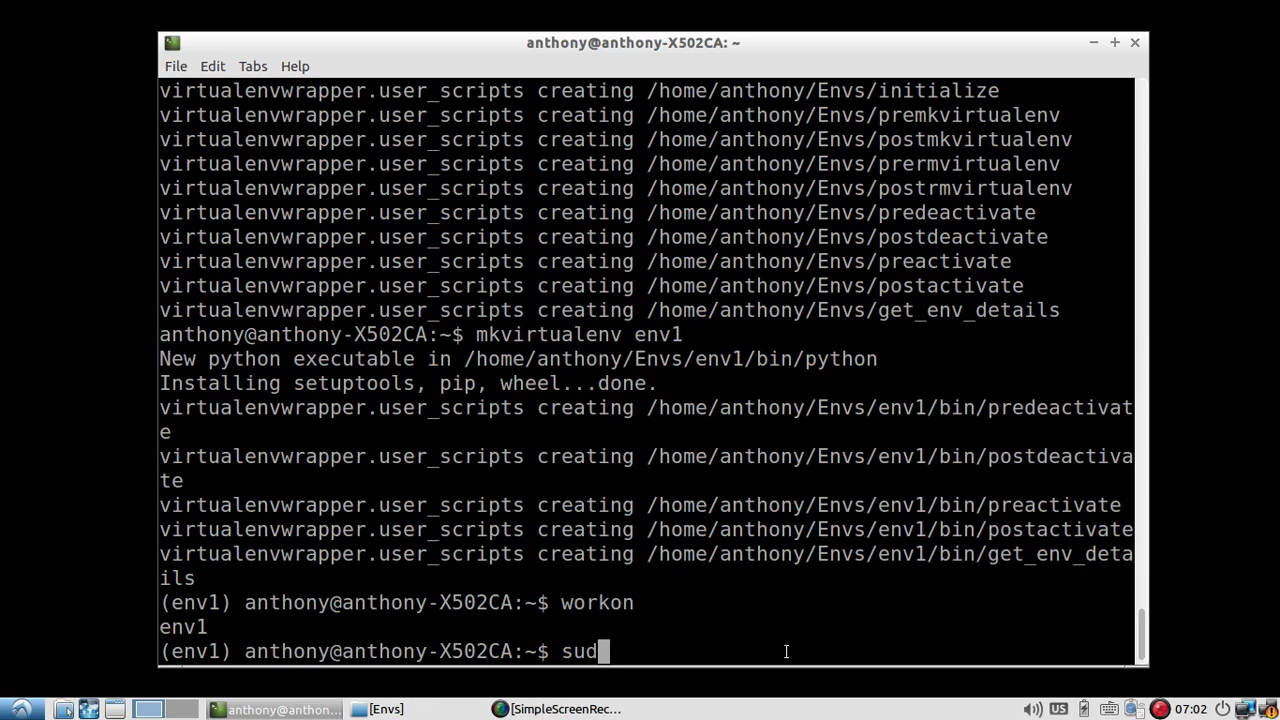 anthony@anthony-X502CA: ~
File Edit Tabs Help
virtualenvwrapper.user_scripts creating /home/anthony/Envs/initialize
virtualenvwrapper.user_scripts creating /home/anthony/Envs/premkvirtualenv
virtualenvwrapper.user_scripts creating /home/anthony/Envs/postmkvirtualenv
virtualenvwrapper.user_scripts creating /home/anthony/Envs/prermvirtualenv
virtualenvwrapper.user_scripts creating /home/anthony/Envs/postrmvirtualenv
virtualenvwrapper.user_scripts creating /home/anthony/Envs/predeactivate
virtualenvwrapper.user_scripts creating /home/anthony/Envs/postdeactivate
virtualenvwrapper.user_scripts creating /home/anthony/Envs/preactivate
virtualenvwrapper.user_scripts creating /home/anthony/Envs/postactivate
virtualenvwrapper.user_scripts creating /home/anthony/Envs/get_env_details
anthony@anthony-X502CA:~$ mkvirtualenv env1
New python executable in /home/anthony/Envs/env1/bin/python
Installing setuptools, pip, wheel...done.
virtualenvwrapper.user_scripts creating /home/anthony/Envs/env1/bin/predeactivat
e
virtualenvwrapper.user_scripts creating /home/anthony/Envs/env1/bin/postdeactiva
te
virtualenvwrapper.user_scripts creating /home/anthony/Envs/env1/bin/preactivate
virtualenvwrapper.user_scripts creating /home/anthony/Envs/env1/bin/postactivate
virtualenvwrapper.user_scripts creating /home/anthony/Envs/env1/bin/get_env_deta
ils
(env1) anthony@anthony-X502CA:~$ workon
env1
(env1) anthony@anthony-X502CA:~$ sud
anthony@anthon... [Envs] [SimpleScreenRec... US 07:02